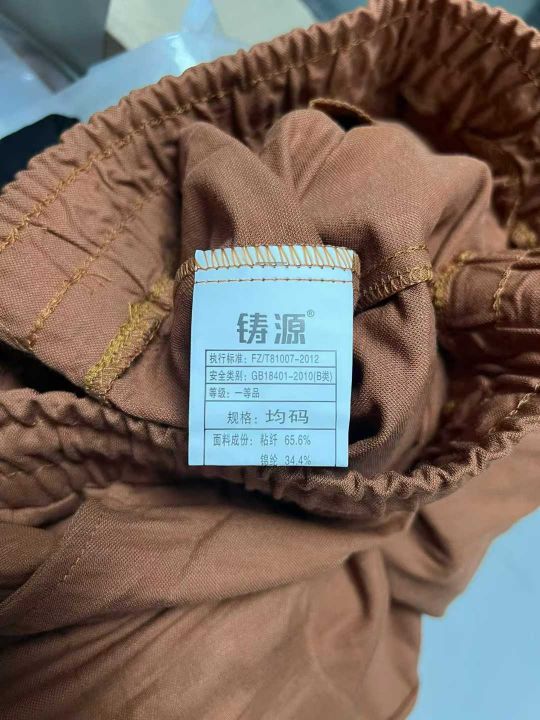 铸源®
执行标准: FZ/T81007-2012
安全类别: GB18401-2010(B类)
等级: 一等品
规格: 均码
面料成份: 粘纤 65.6%
锦纶 34.4%